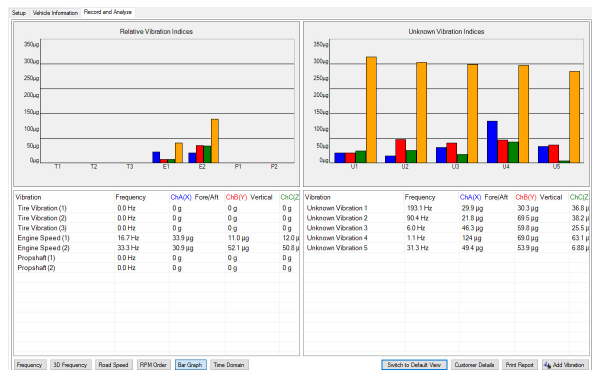 Setup Vehicle Information Record and Analyze
Relative Vibration Indices
350µg
300µg
250µg
200µg
150µg
100µg
50µg
0µg
T1 T2 T3 E1 E2 P1 P2
Unknown Vibration Indices
350µg
300µg
250µg
200µg
150µg
100µg
50µg
0µg
U1 U2 U3 U4 U5
Vibration Frequency ChA(X) Fore/Aft ChB(Y) Vertical ChC(Z
Tire Vibration (1) 0.0 Hz 0 g 0 g 0 g
Tire Vibration (2) 0.0 Hz 0 g 0 g 0 g
Tire Vibration (3) 0.0 Hz 0 g 0 g 0 g
Engine Speed (1) 16.7 Hz 33.9 µg 11.0 µg 12.0 µ
Engine Speed (2) 33.3 Hz 30.9 µg 52.1 µg 50.8 µ
Propshaft (1) 0.0 Hz 0 g 0 g 0 g
Propshaft (2) 0.0 Hz 0 g 0 g 0 g
Vibration Frequency ChA(X) Fore/Aft ChB(Y) Vertical ChC(Z
Unknown Vibration 1 193.1 Hz 29.9 µg 30.3 µg 36.8 µ
Unknown Vibration 2 90.4 Hz 21.8 µg 69.5 µg 38.2 µ
Unknown Vibration 3 6.0 Hz 46.3 µg 59.8 µg 25.5 µ
Unknown Vibration 4 1.1 Hz 124 µg 69.0 µg 63.1 µ
Unknown Vibration 5 31.3 Hz 49.4 µg 53.9 µg 6.88 µ
Frequency 3D Frequency Road Speed RPM Order Bar Graph Time Domain
Switch to Default View Customer Details Print Report Add Vibration